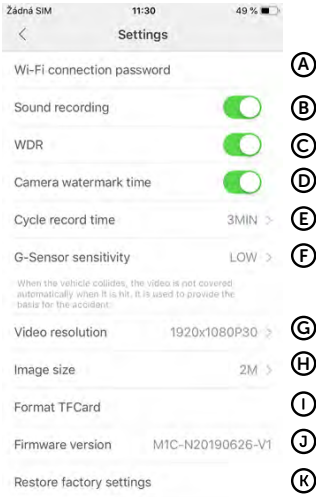 Žádná SIM 11:30 49 %
Settings
Wi-Fi connection password A
Sound recording B
WDR C
Camera watermark time D
Cycle record time 3MIN > E
G-Sensor sensitivity LOW > F
When the vehicle collides, the video is not covered
automatically when it is hit. It is used to provide the
basis for the accident.
Video resolution 1920x1080P30 > G
Image size 2M > H
Format TFCard I
Firmware version M1C-N20190626-V1 J
Restore factory settings K